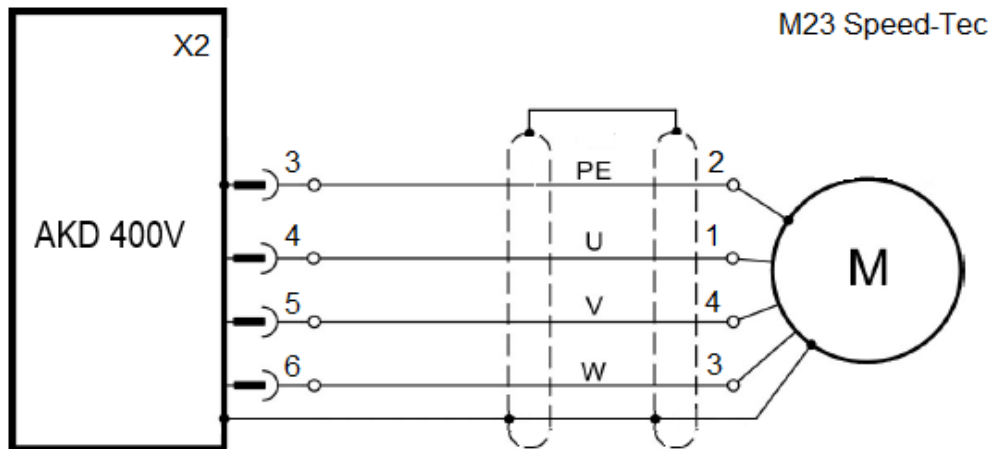 M23 Speed-Tec
X2
3 PE 2
AKD 400V
4 U 1
M
5 V 4
6 W 3